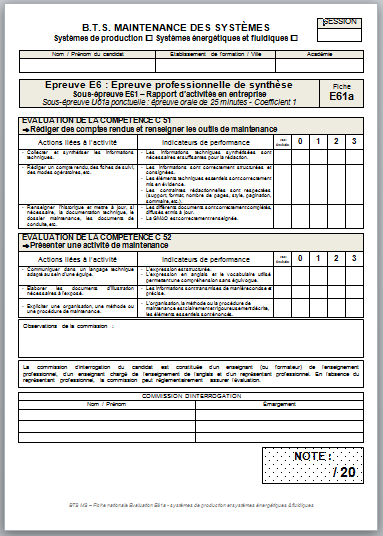 SESSION
B.T.S. MAINTENANCE DES SYSTÈMES
Systèmes de production ☐ Systèmes énergétiques et fluidiques ☐
Nom / Prénom du candidat
Etablissement de formation / Ville
Académie
Epreuve E6 : Epreuve professionnelle de synthèse
Sous-épreuve E61 – Rapport d'activités en entreprise
Sous-épreuve U61a ponctuelle : épreuve orale de 25 minutes - Coefficient 1
Fiche
E61a
EVALUATION DE LA COMPETENCE C 51
➔Rédiger des comptes rendus et renseigner les outils de maintenance
Actions liées à l'activité
Indicateurs de performance
0 1 2 3
- Collecter et synthétiser les informations techniques.
- Les informations techniques synthétisées sont
nécessaires et suffisantes pour la rédaction.
- Rédiger un compte rendu, des fiches de suivi,
des modes opératoires, etc.
- Les informations sont correctement structurées et
consignées.
- Les éléments techniques essentiels sont correctement
mis en évidence.
- Les contraintes rédactionnelles sont respectées
(support, format, nombre de pages, style, pagination,
sommaire, etc.).
- Renseigner l'historique et mettre à jour, si
nécessaire, la documentation technique, le
dossier maintenance, les documents de
conduite, etc.
- Les différents documents sont correctement complétés,
diffusés et mis à jour.
- La GMAO est correctement renseignée.
EVALUATION DE LA COMPETENCE C 52
➔Présenter une activité de maintenance
Actions liées à l'activité
Indicateurs de performance
0 1 2 3
- Communiquer dans un langage technique
adapté au sein d'une équipe.
- L'expression est structurée.
- L'expression en anglais et le vocabulaire utilisé
permettent une compréhension sans équivoque.
- Elaborer les documents d'illustration
nécessaires à l'exposé.
- Les informations sont transmises de manière concise et
précise.
- Expliciter une organisation, une méthode ou
une procédure de maintenance.
- L'organisation, la méthode ou la procédure de
maintenance est clairement et rigoureusement décrite,
les éléments essentiels sont énoncés.
Observations de la commission :
La commission d'interrogation du candidat est constituée d'un enseignant (ou formateur) de l'enseignement
professionnel, d'un enseignant chargé de l'enseignement de l'anglais et d'un représentant professionnel. En l'absence du
représentant professionnel, la commission peut réglementairement assurer l'évaluation.
COMMISSION D'INTERROGATION
Nom / Prénom
Émargement
NOTE :
/ 20
BTS MS – Fiche nationale Evaluation E61a - systèmes de production et systèmes énergétiques & fluidiques.